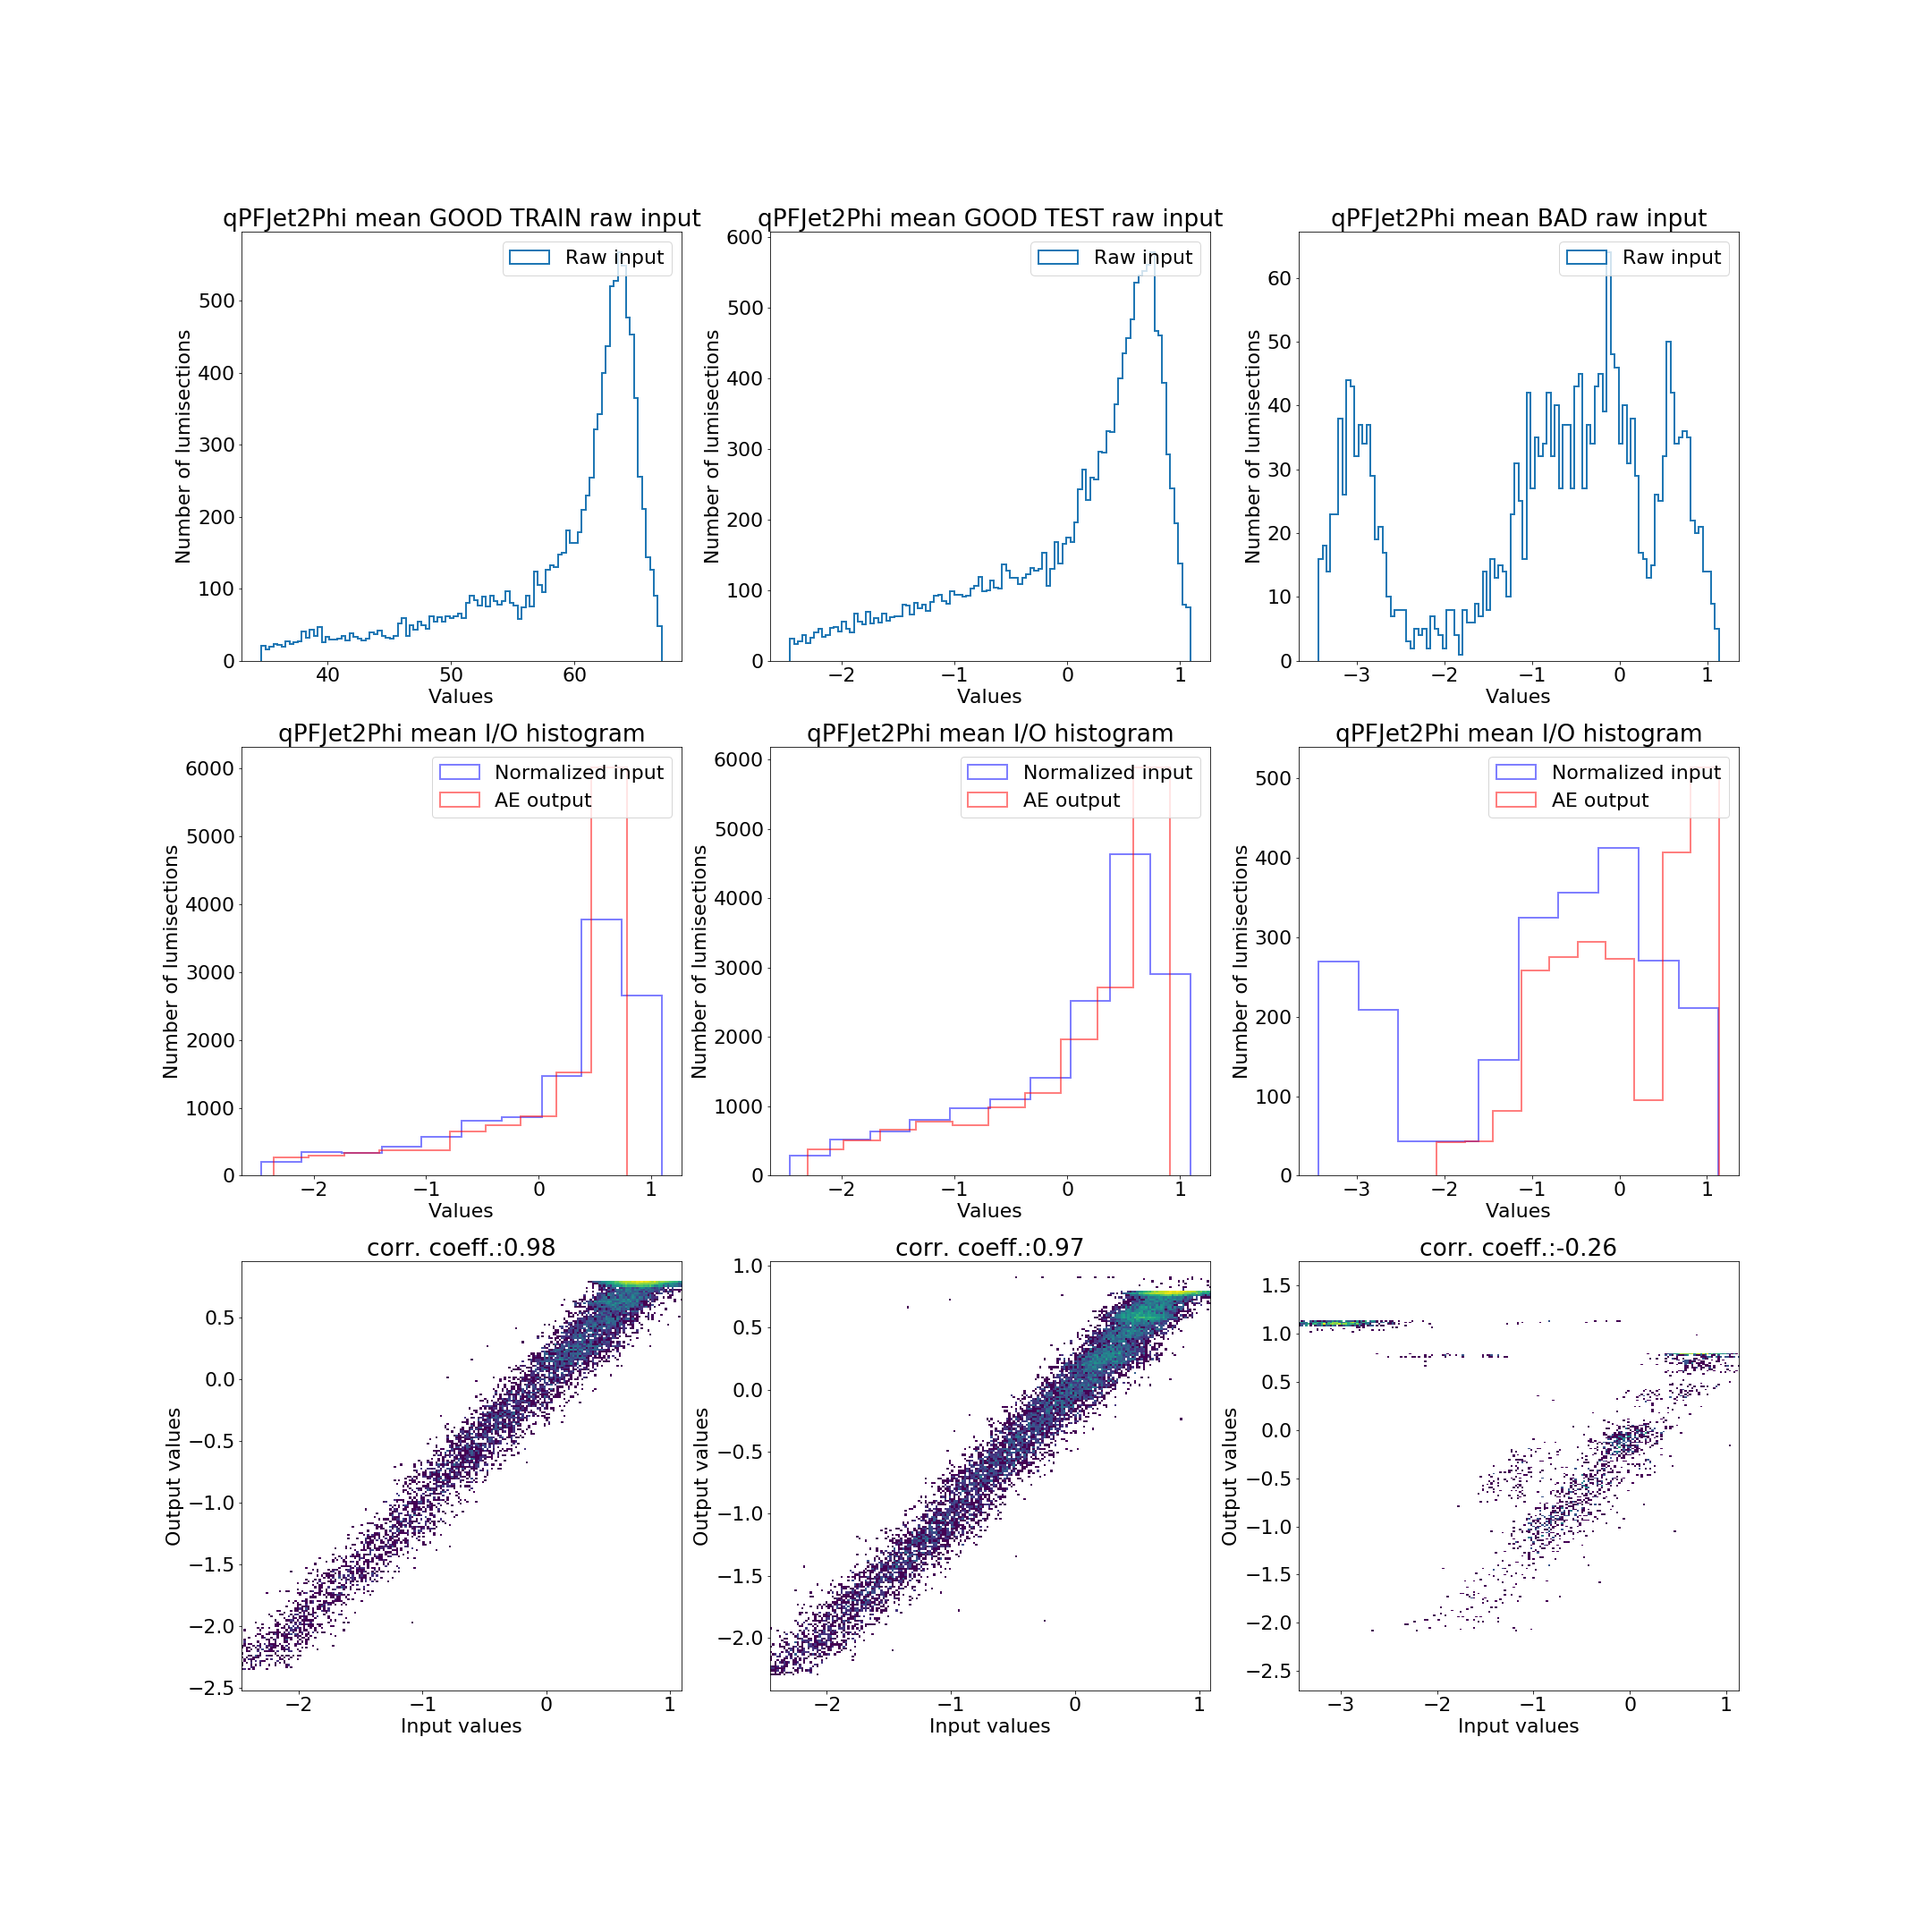 qPFJet2Phi mean GOOD TRAIN raw input
qPFJet2Phi mean GOOD TEST raw input
qPFJet2Phi mean BAD raw input
Raw input
Raw input
Raw input
Number of lumisections
0
100
200
300
400
500
40
50
60
Values
Number of lumisections
0
100
200
300
400
500
600
−2
−1
0
1
Values
Number of lumisections
0
10
20
30
40
50
60
−3
−2
−1
0
1
Values
qPFJet2Phi mean I/O histogram
qPFJet2Phi mean I/O histogram
qPFJet2Phi mean I/O histogram
Normalized input
AE output
Normalized input
AE output
Normalized input
AE output
Number of lumisections
0
1000
2000
3000
4000
5000
6000
−2
−1
0
1
Values
Number of lumisections
0
1000
2000
3000
4000
5000
6000
−2
−1
0
1
Values
Number of lumisections
0
100
200
300
400
500
−3
−2
−1
0
1
Values
corr. coeff.:0.98
corr. coeff.:0.97
corr. coeff.:-0.26
Output values
0.5
0.0
−0.5
−1.0
−1.5
−2.0
−2.5
−2
−1
0
1
Input values
Output values
1.0
0.5
0.0
−0.5
−1.0
−1.5
−2.0
−2
−1
0
1
Input values
Output values
1.5
1.0
0.5
0.0
−0.5
−1.0
−1.5
−2.0
−2.5
−3
−2
−1
0
1
Input values